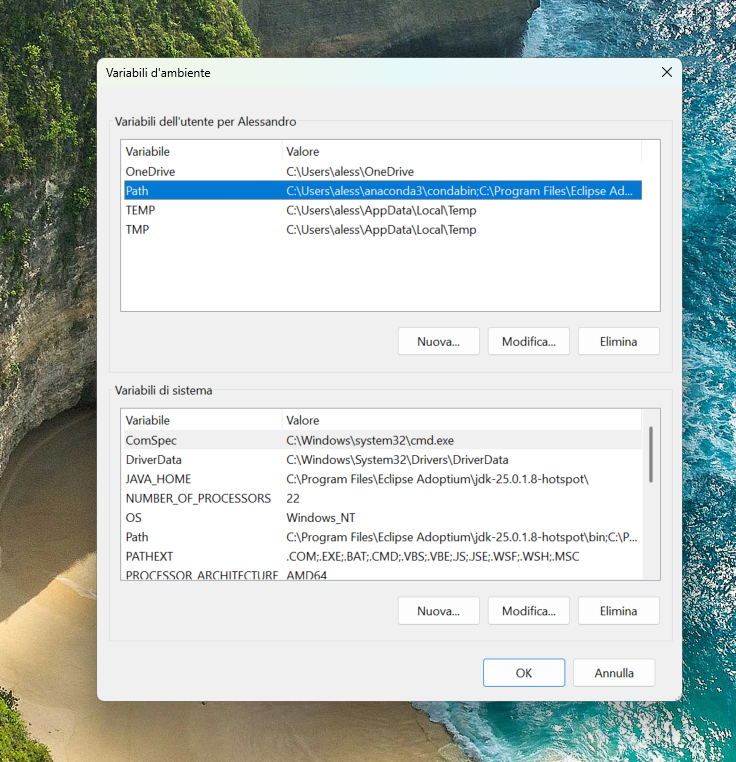 Variabili d'ambiente
Variabili dell'utente per Alessandro
Variabile Valore
OneDrive C:\Users\aless\OneDrive
Path C:\Users\aless\anaconda3\condabin;C:\Program Files\Eclipse Ad...
TEMP C:\Users\aless\AppData\Local\Temp
TMP C:\Users\aless\AppData\Local\Temp
Nuova... Modifica... Elimina
Variabili di sistema
Variabile Valore
ComSpec C:\Windows\system32\cmd.exe
DriverData C:\Windows\System32\Drivers\DriverData
JAVA_HOME C:\Program Files\Eclipse Adoptium\jdk-25.0.1.8-hotspot\
NUMBER_OF_PROCESSORS 22
OS Windows_NT
Path C:\Program Files\Eclipse Adoptium\jdk-25.0.1.8-hotspot\bin;C:\P...
PATHEXT .COM;.EXE;.BAT;.CMD;.VBS;.VBE;.JS;.JSE;.WSF;.WSH;.MSC
PROCESSOR_ARCHITECTURE AMD64
Nuova... Modifica... Elimina
OK Annulla